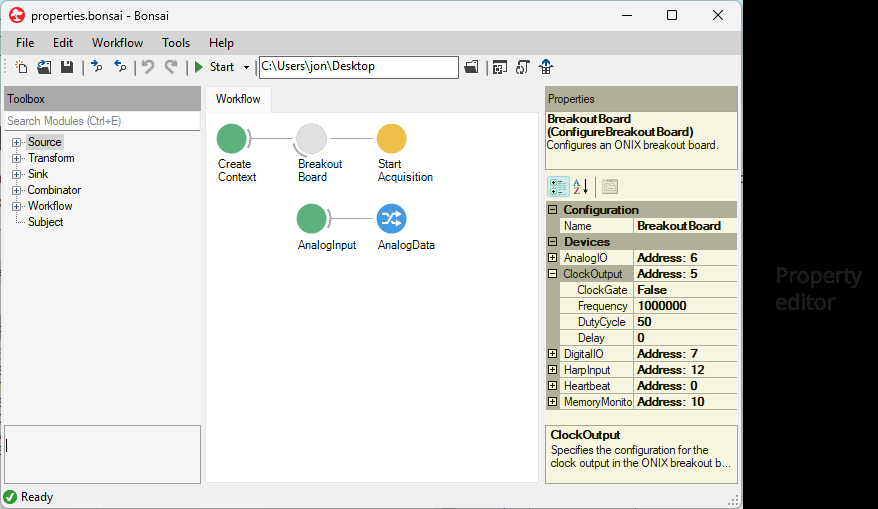 properties.bonsai - Bonsai
File Edit Workflow Tools Help
Start C:\Users\jon\Desktop
Toolbox
Search Modules (Ctrl+E)
Source
Transform
Sink
Combinator
Workflow
Subject
Workflow
Create
Context
Breakout
Board
Start
Acquisition
AnalogInput
AnalogData
Properties
BreakoutBoard
(ConfigureBreakoutBoard)
Configures an ONIX breakout board.
Configuration
Name BreakoutBoard
Devices
AnalogIO Address: 6
ClockOutput Address: 5
ClockGate False
Frequency 1000000
DutyCycle 50
Delay 0
DigitalIO Address: 7
HarpInput Address: 12
Heartbeat Address: 0
MemoryMonito Address: 10
ClockOutput
Specifies the configuration for the
clock output in the ONIX breakout b...
Property
editor
Ready